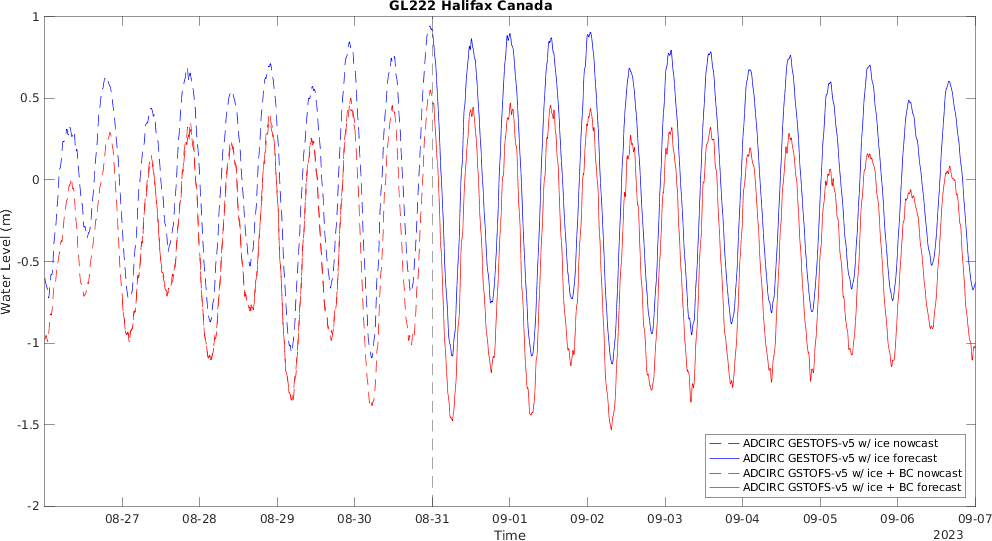 GL222 Halifax Canada
1
0.5
0
-0.5
-1
-1.5
-2
Water Level (m)
08-27 08-28 08-29 08-30 08-31 09-01 09-02 09-03 09-04 09-05 09-06 09-07
Time
2023
ADCIRC GESTOFS-v5 w/ ice nowcast
ADCIRC GESTOFS-v5 w/ ice forecast
ADCIRC GSTOFS-v5 w/ ice + BC nowcast
ADCIRC GSTOFS-v5 w/ ice + BC forecast